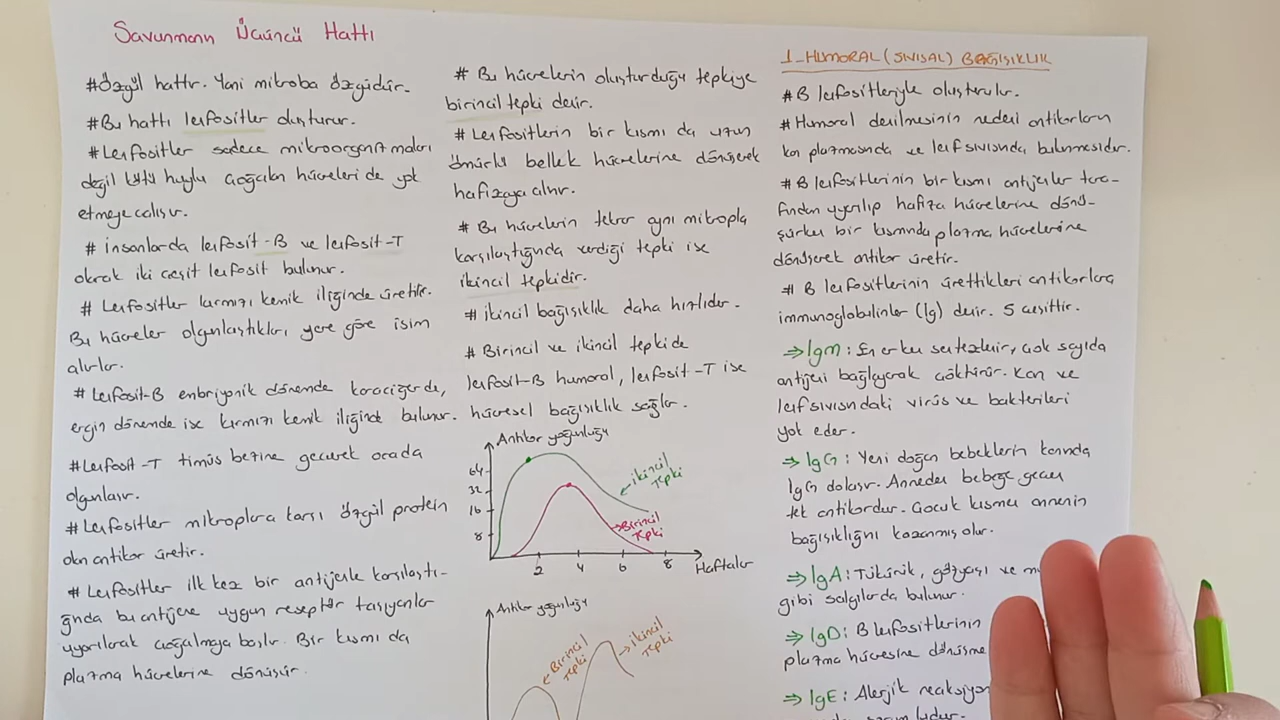 Savunmanın Üçüncü Hattı
#Özgül hattır. Yani mikroba özgüdür.
#Bu hattı lenfositler oluşturur.
#Lenfositler sadece mikroorganizmaları
değil kötü huylu çoğalan hücreleri de yok
etmeye çalışır.
# insanlarda lenfosit-B ve lenfosit-T
olarak iki çeşit lenfosit bulunur.
# Lenfositler kırmızı kemik iliğinde üretilir.
Bu hücreler olgunlaştıkları yere göre isim
alırlar.
#Lenfosit-B enbriyonik dönemde karaciğerde,
ergin dönemde ise kırmızı kemik iliğinde bulunur.
#Lenfosit-T timüs bezine geçerek orada
olgunlaşır.
#Lenfositler mikroplara karşı özgül protein
olan antikor üretir.
# Lenfositler ilk kez bir antijenle karşılaştı-
ğında bu antijene uygun reseptör taşıyanlar
uyarılarak çoğalmaya başlar. Bir kısmı da
plazma hücrelerine dönüşür.
# Bu hücrelerin oluşturduğu tepkiye
birincil tepki denir.
# Lenfositlerin bir kısmı da uzun
ömürlü bellek hücrelerine dönüşerek
hafızaya alınır.
# Bu hücrelerin tekrar aynı mikropla
karşılaştığında verdiği tepki ise
ikincil tepkidir.
# ikincil bağışıklık daha hızlıdır.
# Birincil ve ikincil tepkide
lenfosit-B humoral, lenfosit-T ise
hücresel bağışıklık sağlar.
Antikor yoğunluğu
64
32
16
8
ikincil tepki
Birincil tepki
2 4 6 8 Haftalar
Antikor yoğunluğu
Birincil tepki
ikincil tepki
1-HUMORAL (SIVISAL) BAĞIŞIKLIK
#B lenfositleriyle oluşturulur.
#Humoral denilmesinin nedeni antikorların
kan plazmasında ve lenf sıvısında bulunmasıdır.
#B lenfositlerinin bir kısmı antijenler tara-
fından uyarılıp hafıza hücrelerine dönü-
şürken bir kısmında plazma hücrelerine
dönüşerek antikor üretir.
# B lenfositlerinin ürettikleri antikorlara
immunoglobulinler (Ig) denir. 5 çeşittir.
⇒IgM: En erken sentezlenir, çok sayıda
antijeni bağlayarak çöktürür. Kan ve
lenf sıvısındaki virüs ve bakterileri
yok eder.
⇒IgG: Yeni doğan bebeklerin kanında
IgG dolaşır. Anneden bebeğe geçen
tek antikordur. Çocuk kısmen annenin
bağışıklığını kazanmış olur.
⇒IgA: Tükürük, gözyaşı ve
gibi salgılarda bulunur.
⇒IgD: B lenfositlerinin
plazma hücresine dönüşme
⇒IgE: Alerjik reaksiyon